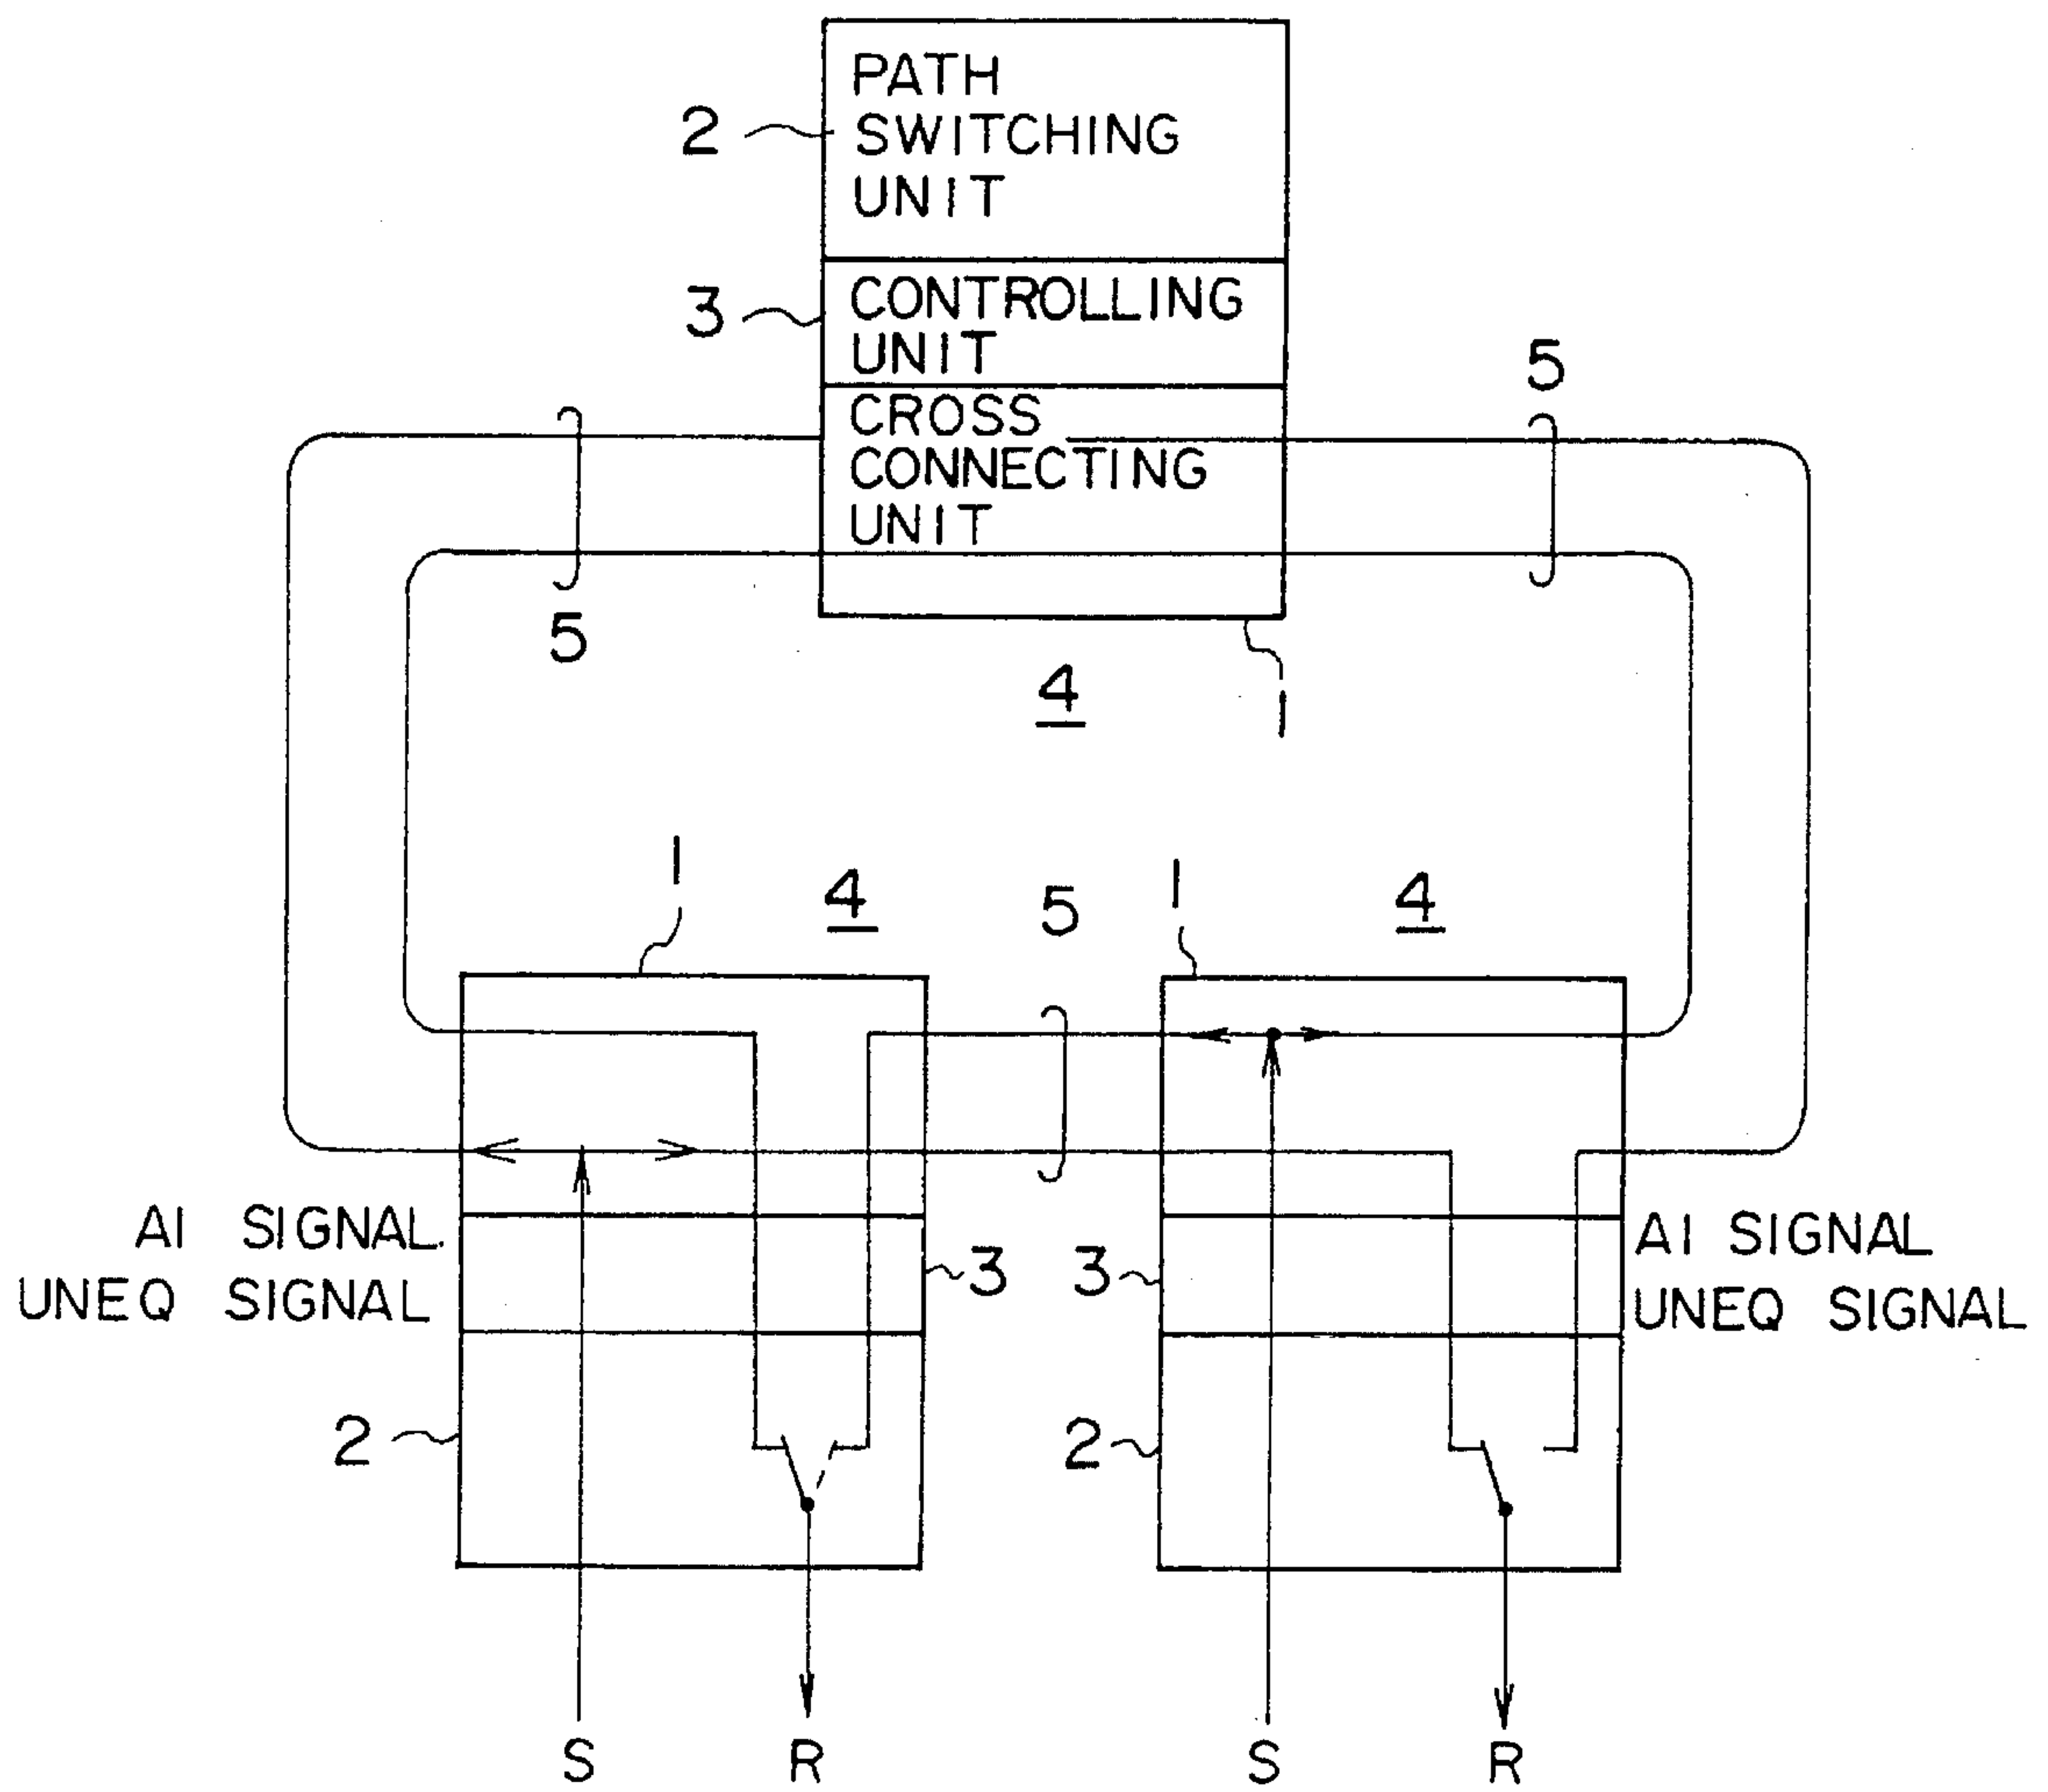 PATH
SWITCHING
UNIT
2
CONTROLLING
UNIT
3
CROSS
CONNECTING
UNIT
5
5
4
1
1
4
5
1
4
AI SIGNAL
UNEQ SIGNAL
3
3
AI SIGNAL
UNEQ SIGNAL
2
2
S
R
S
R